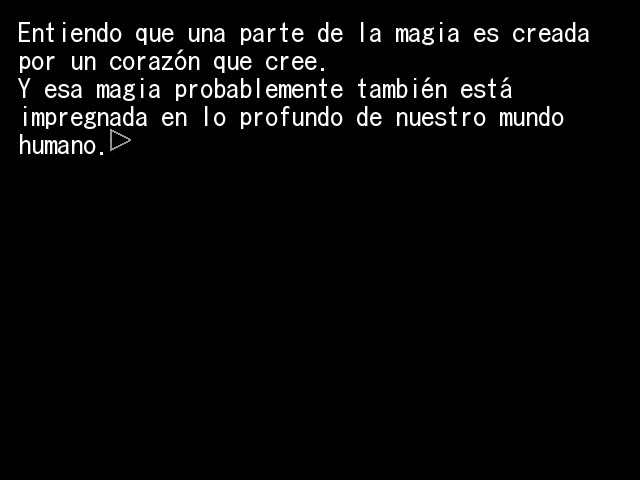 Entiendo que una parte de la magia es creada
por un corazón que cree.
Y esa magia probablemente también está
impregnada en lo profundo de nuestro mundo
humano.